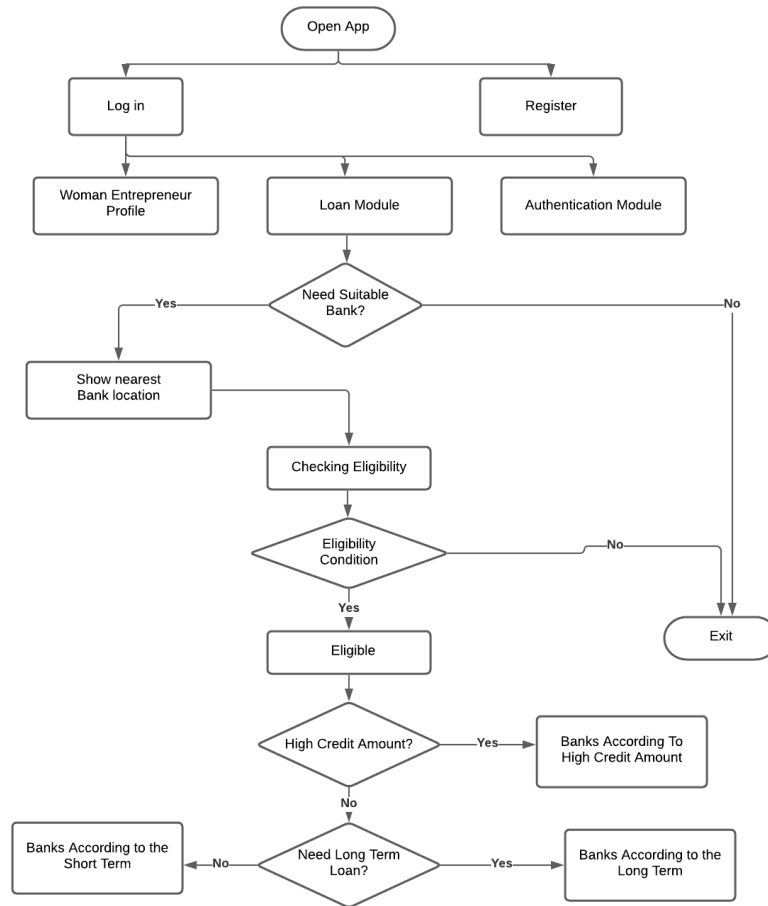 Open App
Log in
Register
Woman Entrepreneur
Profile
Loan Module
Authentication Module
Need Suitable
Bank?
Yes
No
Show nearest
Bank location
Checking Eligibility
Eligibility
Condition
No
Yes
Exit
Eligible
High Credit Amount?
Yes
Banks According To
High Credit Amount
No
Banks According to the
Short Term
No
Need Long Term
Loan?
Yes
Banks According to the
Long Term